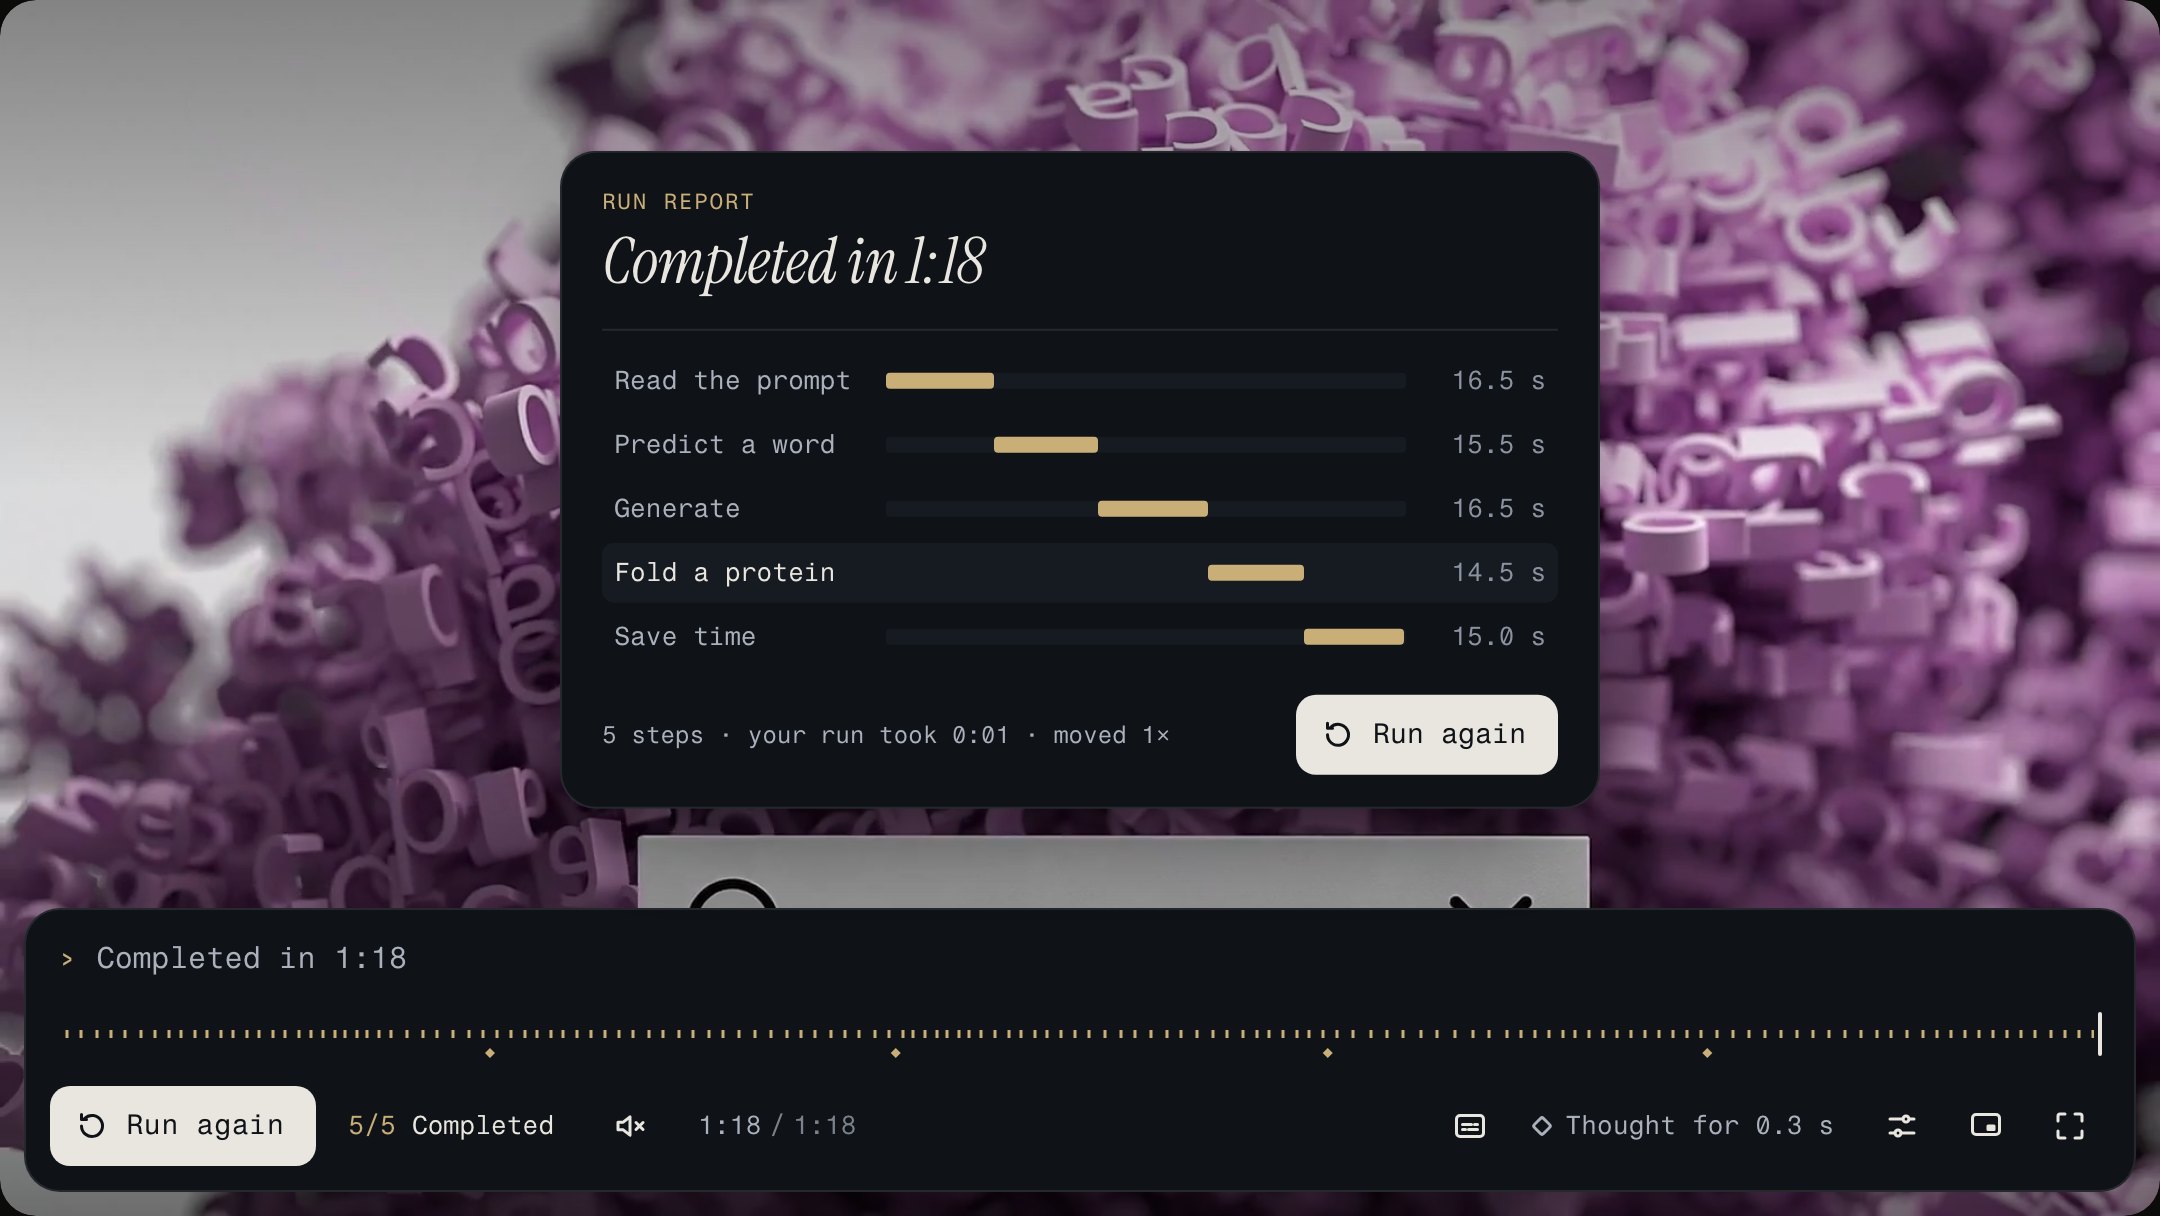 RUN REPORT
Completed in 1:18
Read the prompt 16.5 s
Predict a word 15.5 s
Generate 16.5 s
Fold a protein 14.5 s
Save time 15.0 s
5 steps · your run took 0:01 · moved 1×
Run again
> Completed in 1:18
Run again 5/5 Completed 1:18 / 1:18 Thought for 0.3 s